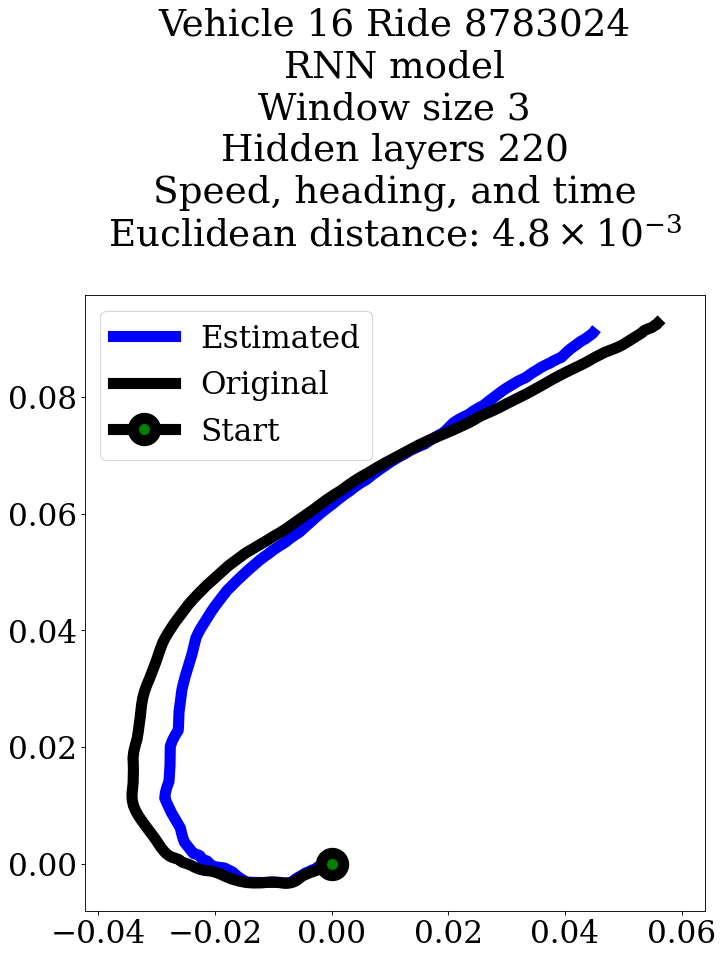 Vehicle 16 Ride 8783024
RNN model
Window size 3
Hidden layers 220
Speed, heading, and time
Euclidean distance: 4.8 × 10⁻³
Estimated
Original
Start
0.08
0.06
0.04
0.02
0.00
−0.04 −0.02 0.00 0.02 0.04 0.06